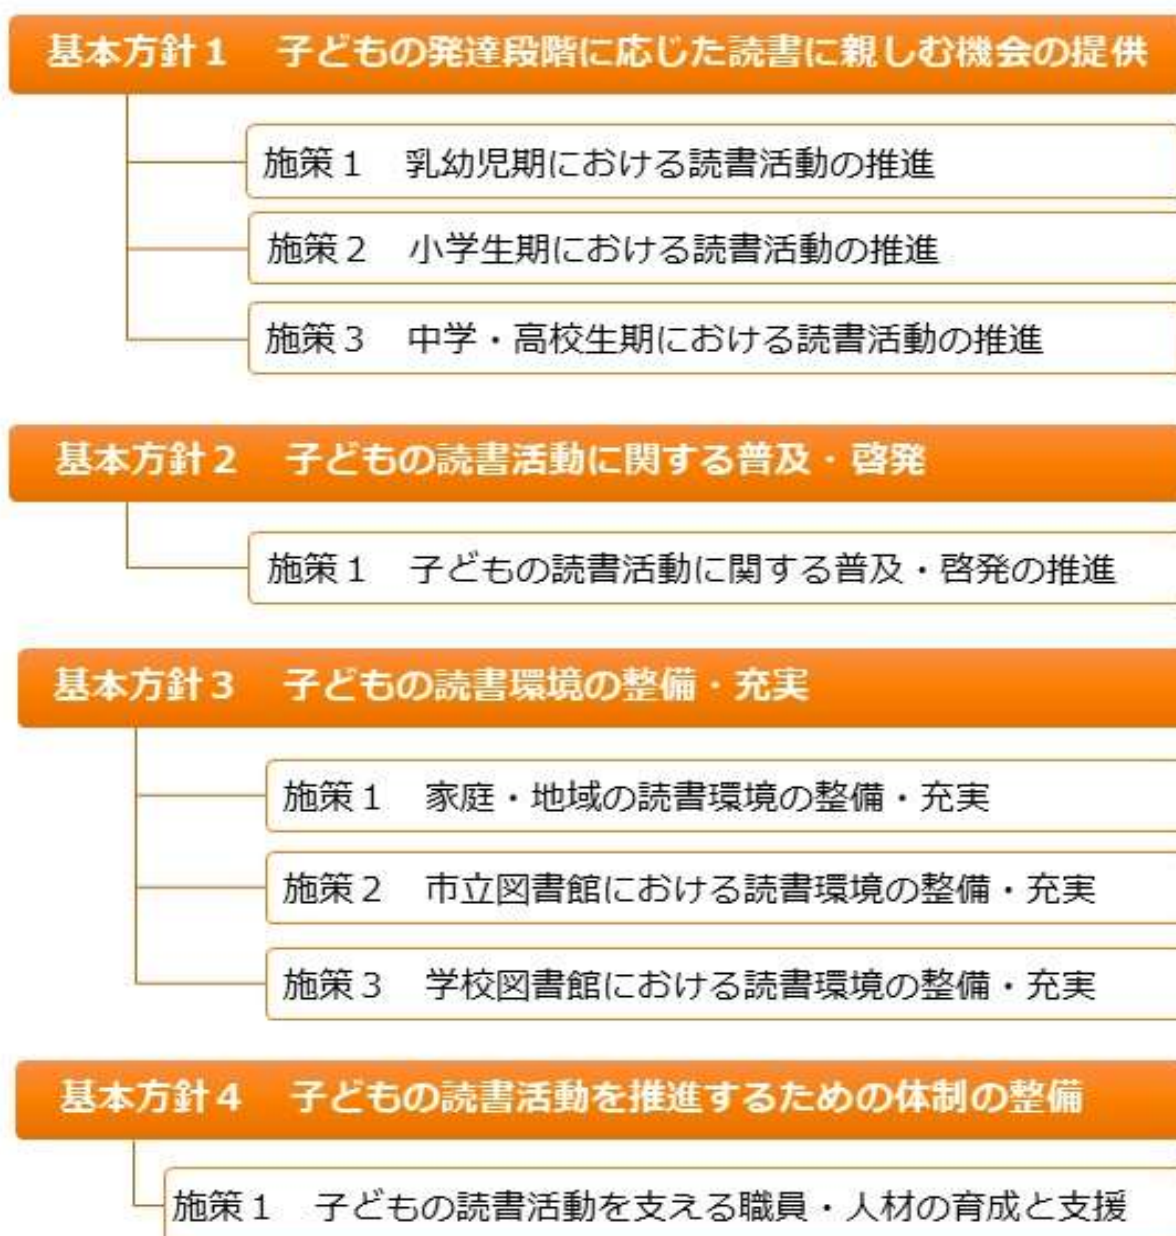 基本方針１　子どもの発達段階に応じた読書に親しむ機会の提供
施策１　乳幼児期における読書活動の推進
施策２　小学生期における読書活動の推進
施策３　中学・高校生期における読書活動の推進
基本方針２　子どもの読書活動に関する普及・啓発
施策１　子どもの読書活動に関する普及・啓発の推進
基本方針３　子どもの読書環境の整備・充実
施策１　家庭・地域の読書環境の整備・充実
施策２　市立図書館における読書環境の整備・充実
施策３　学校図書館における読書環境の整備・充実
基本方針４　子どもの読書活動を推進するための体制の整備
施策１　子どもの読書活動を支える職員・人材の育成と支援